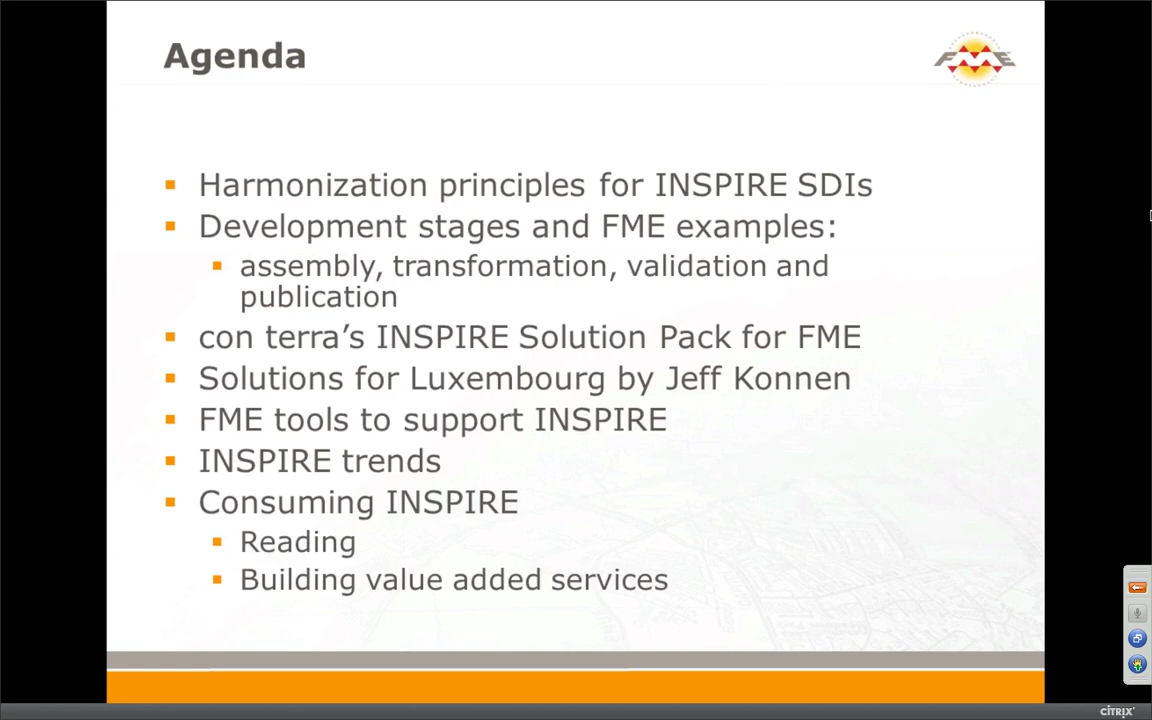 Agenda
FME
Harmonization principles for INSPIRE SDIs
Development stages and FME examples:
assembly, transformation, validation and
publication
con terra’s INSPIRE Solution Pack for FME
Solutions for Luxembourg by Jeff Konnen
FME tools to support INSPIRE
INSPIRE trends
Consuming INSPIRE
Reading
Building value added services
CITRIX